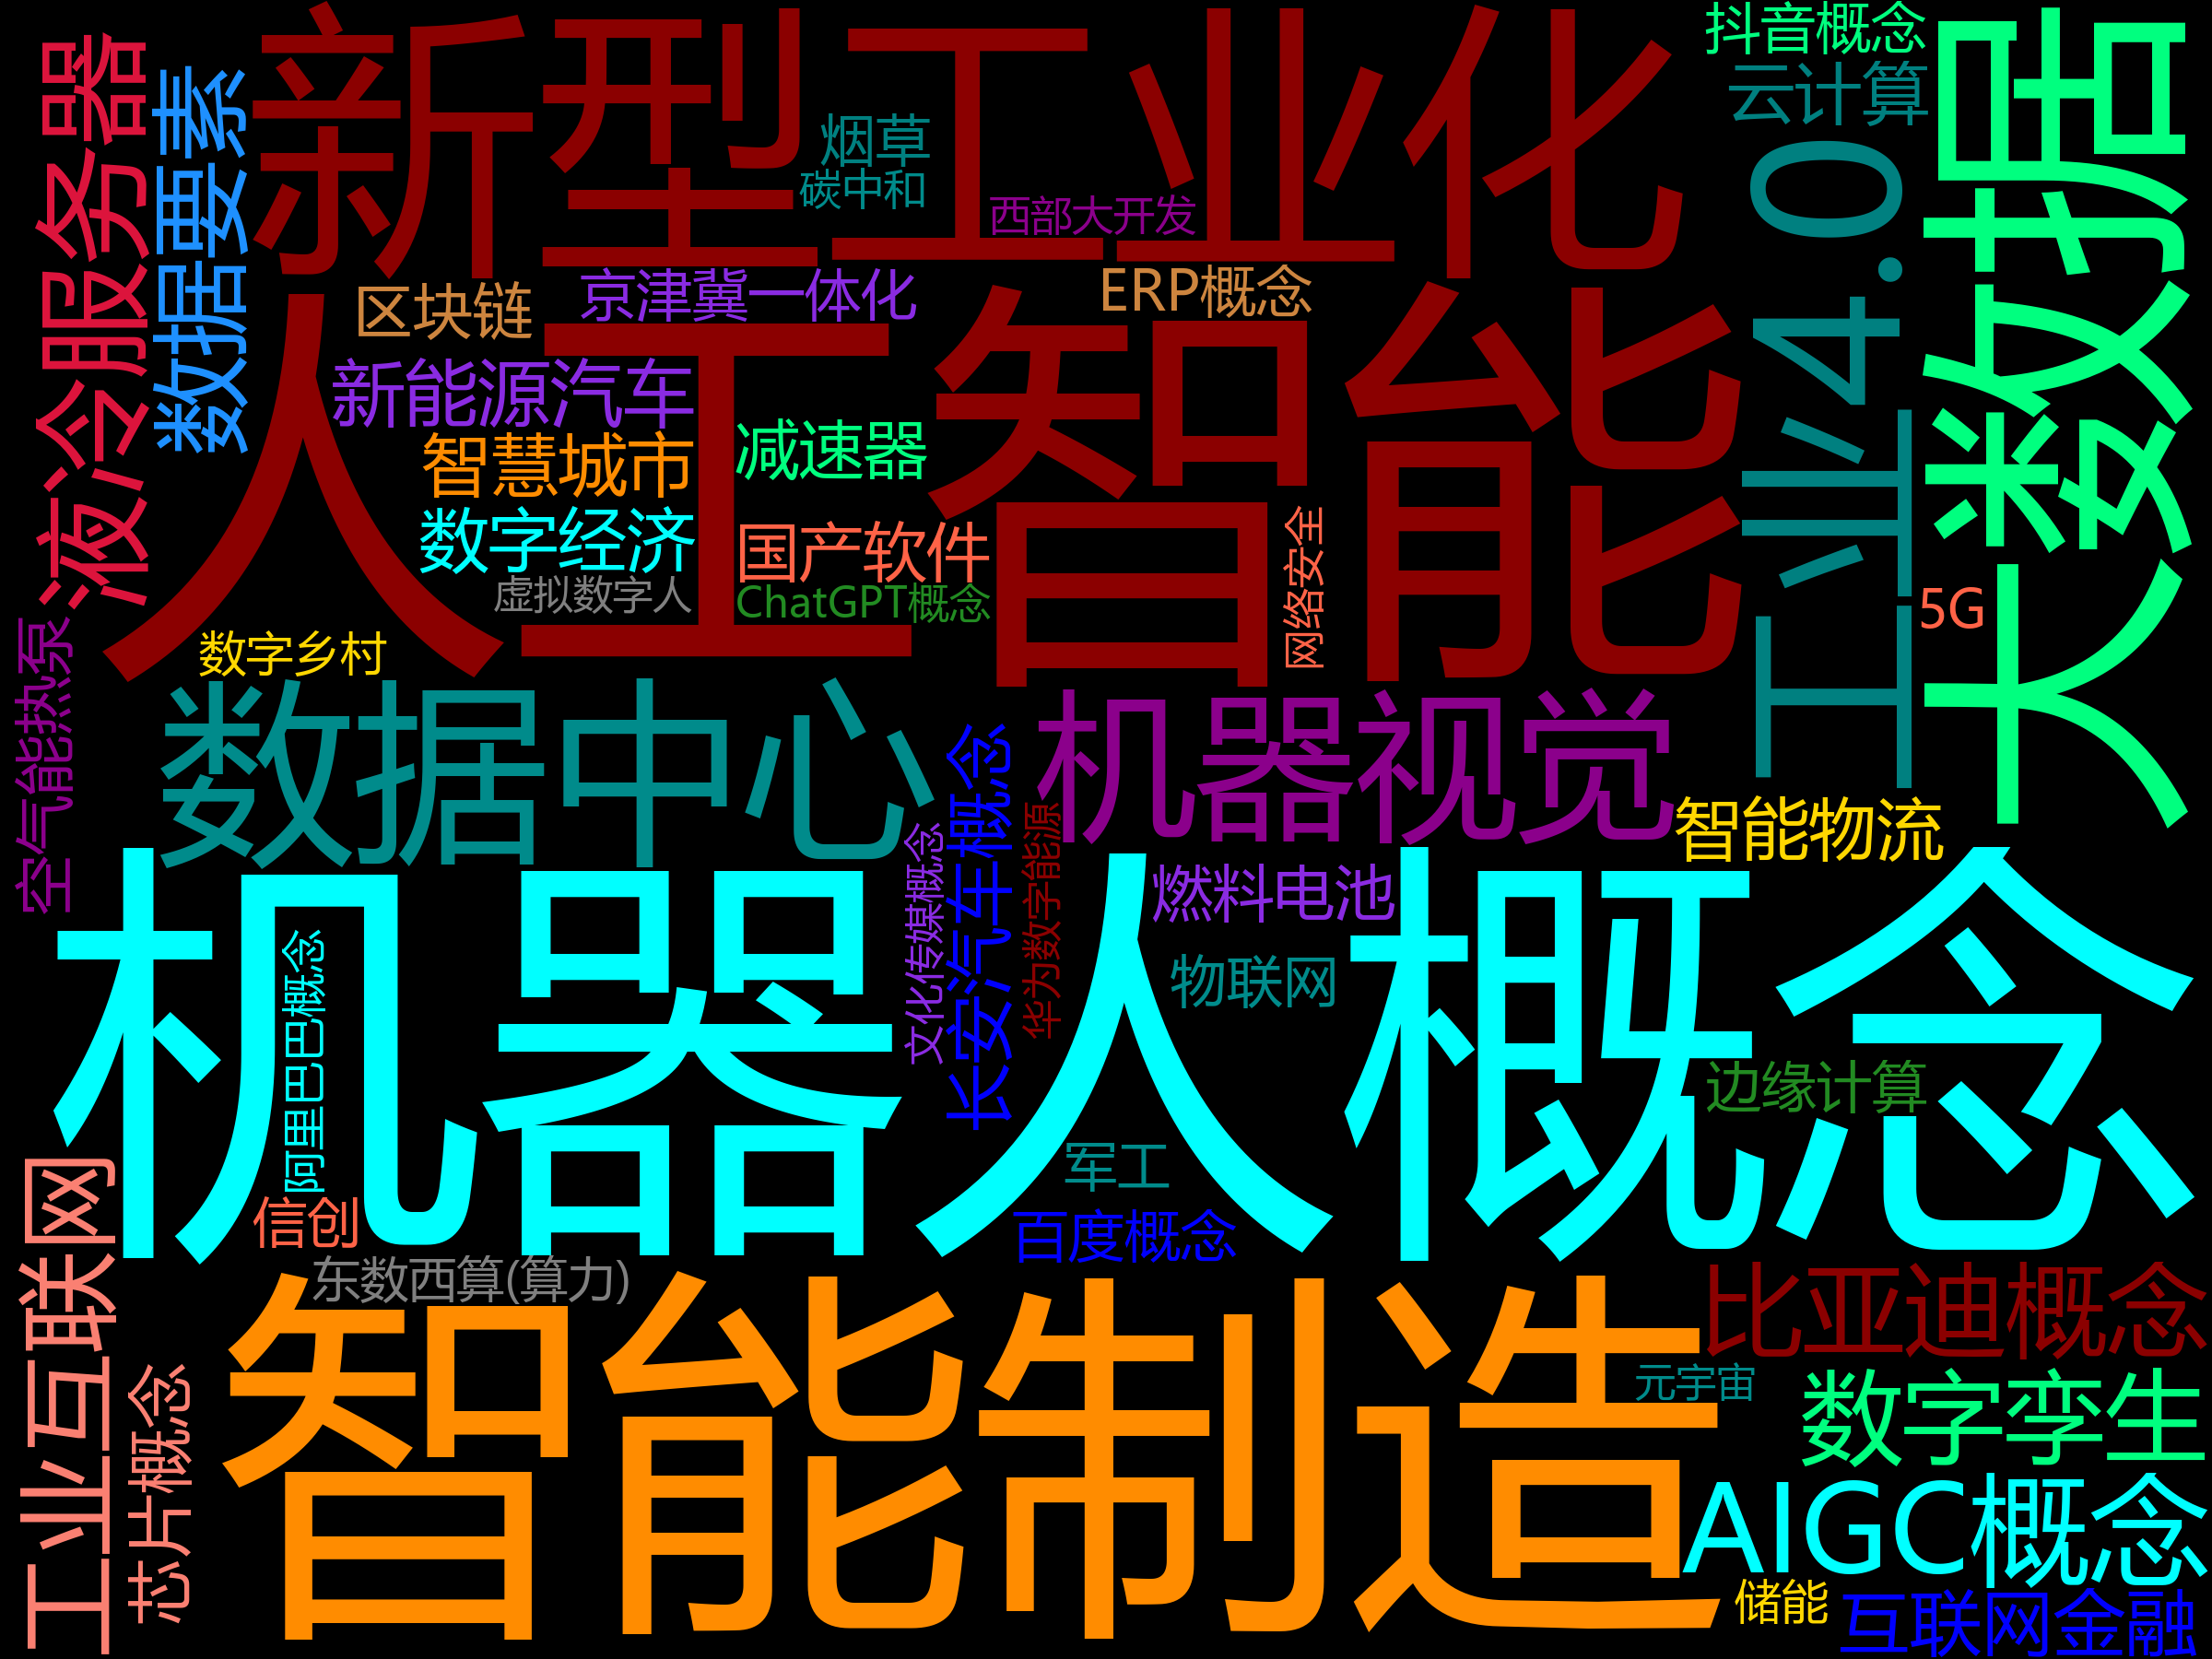 新型工业化
抖音概念
云计算
液冷服务器
数据要素
烟草
碳中和
西部大开发
工业4.0
大数据
区块链
京津冀一体化
ERP概念
人工智能
新能源汽车
智慧城市
减速器
数字经济
国产软件
网络安全
虚拟数字人
ChatGPT概念
5G
数字乡村
空气能热泵
数据中心
机器视觉
长安汽车概念
文化传媒概念
华为数字能源
智能物流
燃料电池
机器人概念
物联网
阿里巴巴概念
边缘计算
军工
信创
百度概念
工业互联网
东数西算(算力)
比亚迪概念
智能制造
元宇宙
芯片概念
数字孪生
AIGC概念
储能
互联网金融